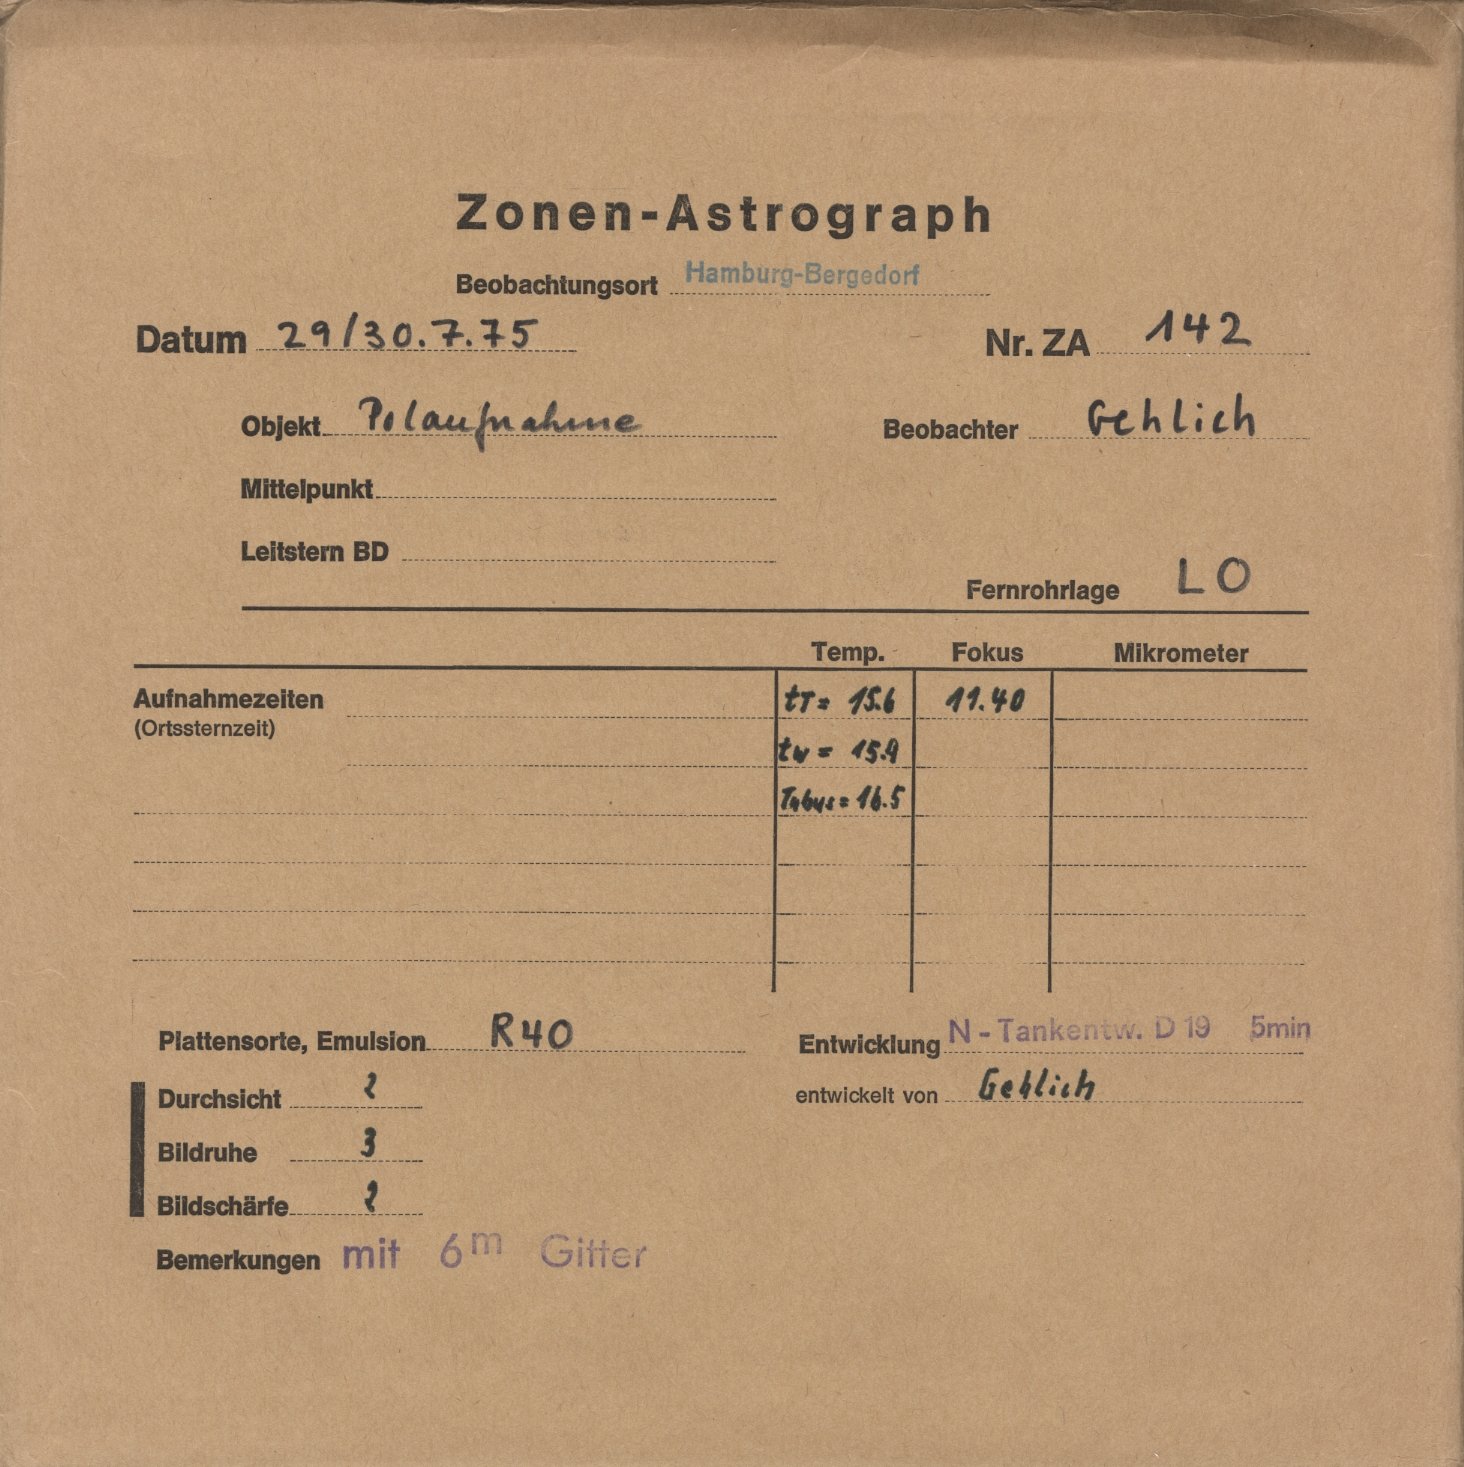 Zonen-Astrograph
Beobachtungsort Hamburg-Bergedorf
Datum 29/30.7.75 Nr. ZA 142
Objekt Polaufnahme Beobachter Gehlich
Mittelpunkt
Leitstern BD
Fernrohrlage LO
Temp. Fokus Mikrometer
Aufnahmezeiten tT = 15.6 11.40
(Ortssternzeit)
tw = 15.9
Tubus = 16.5
Plattensorte, Emulsion R40 Entwicklung N-Tankentw. D 19 5min
Durchsicht 2 entwickelt von Gehlich
Bildruhe 3
Bildschärfe 2
Bemerkungen mit 6m Gitter